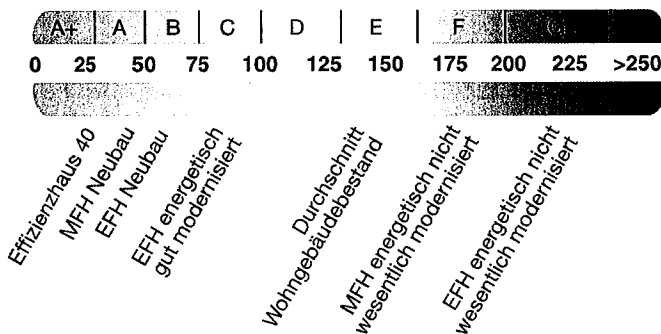 A+ A B C D E F G
0 25 50 75 100 125 150 175 200 225 >250
Effizienzhaus 40
MFH Neubau
EFH Neubau
EFH energetisch
gut modernisiert
Durchschnitt
Wohngebäudebestand
MFH energetisch nicht
wesentlich modernisiert
EFH energetisch nicht
wesentlich modernisiert